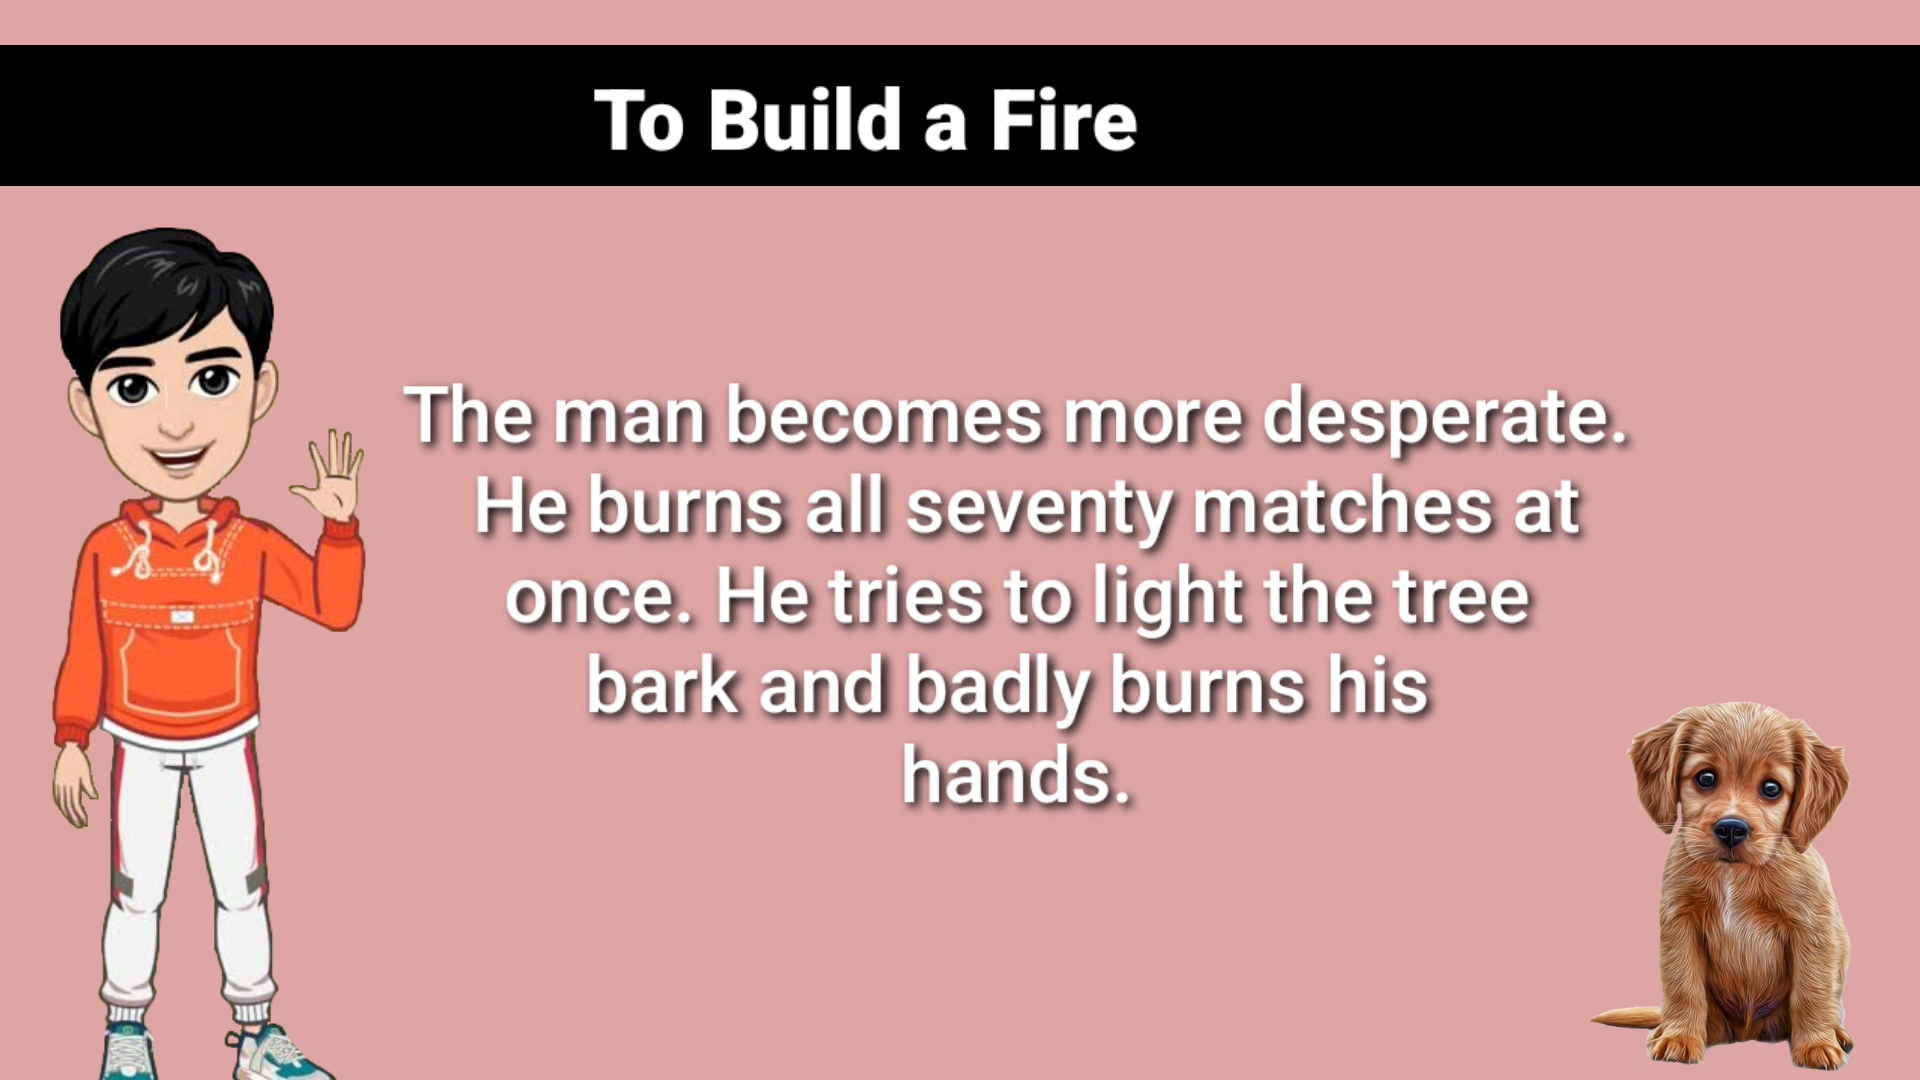 To Build a Fire
The man becomes more desperate.
He burns all seventy matches at
once. He tries to light the tree
bark and badly burns his
hands.